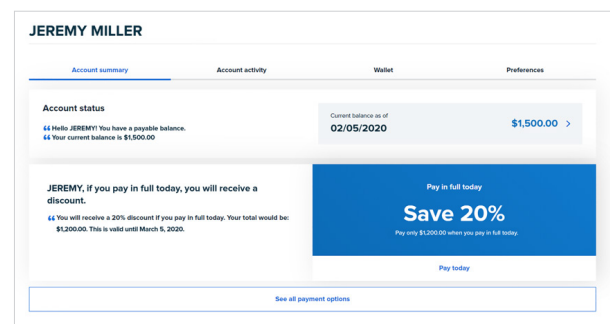 JEREMY MILLER
Account summary
Account activity
Wallet
Preferences
Account status
Hello JEREMY! You have a payable balance.
Your current balance is $1,500.00
Current balance as of
02/05/2020
$1,500.00
JEREMY, if you pay in full today, you will receive a
discount.
You will receive a 20% discount if you pay in full today. Your total would be:
$1,200.00. This is valid until March 5, 2020.
Pay in full today
Save 20%
Pay only $1,200.00 when you pay in full today.
Pay today
See all payment options